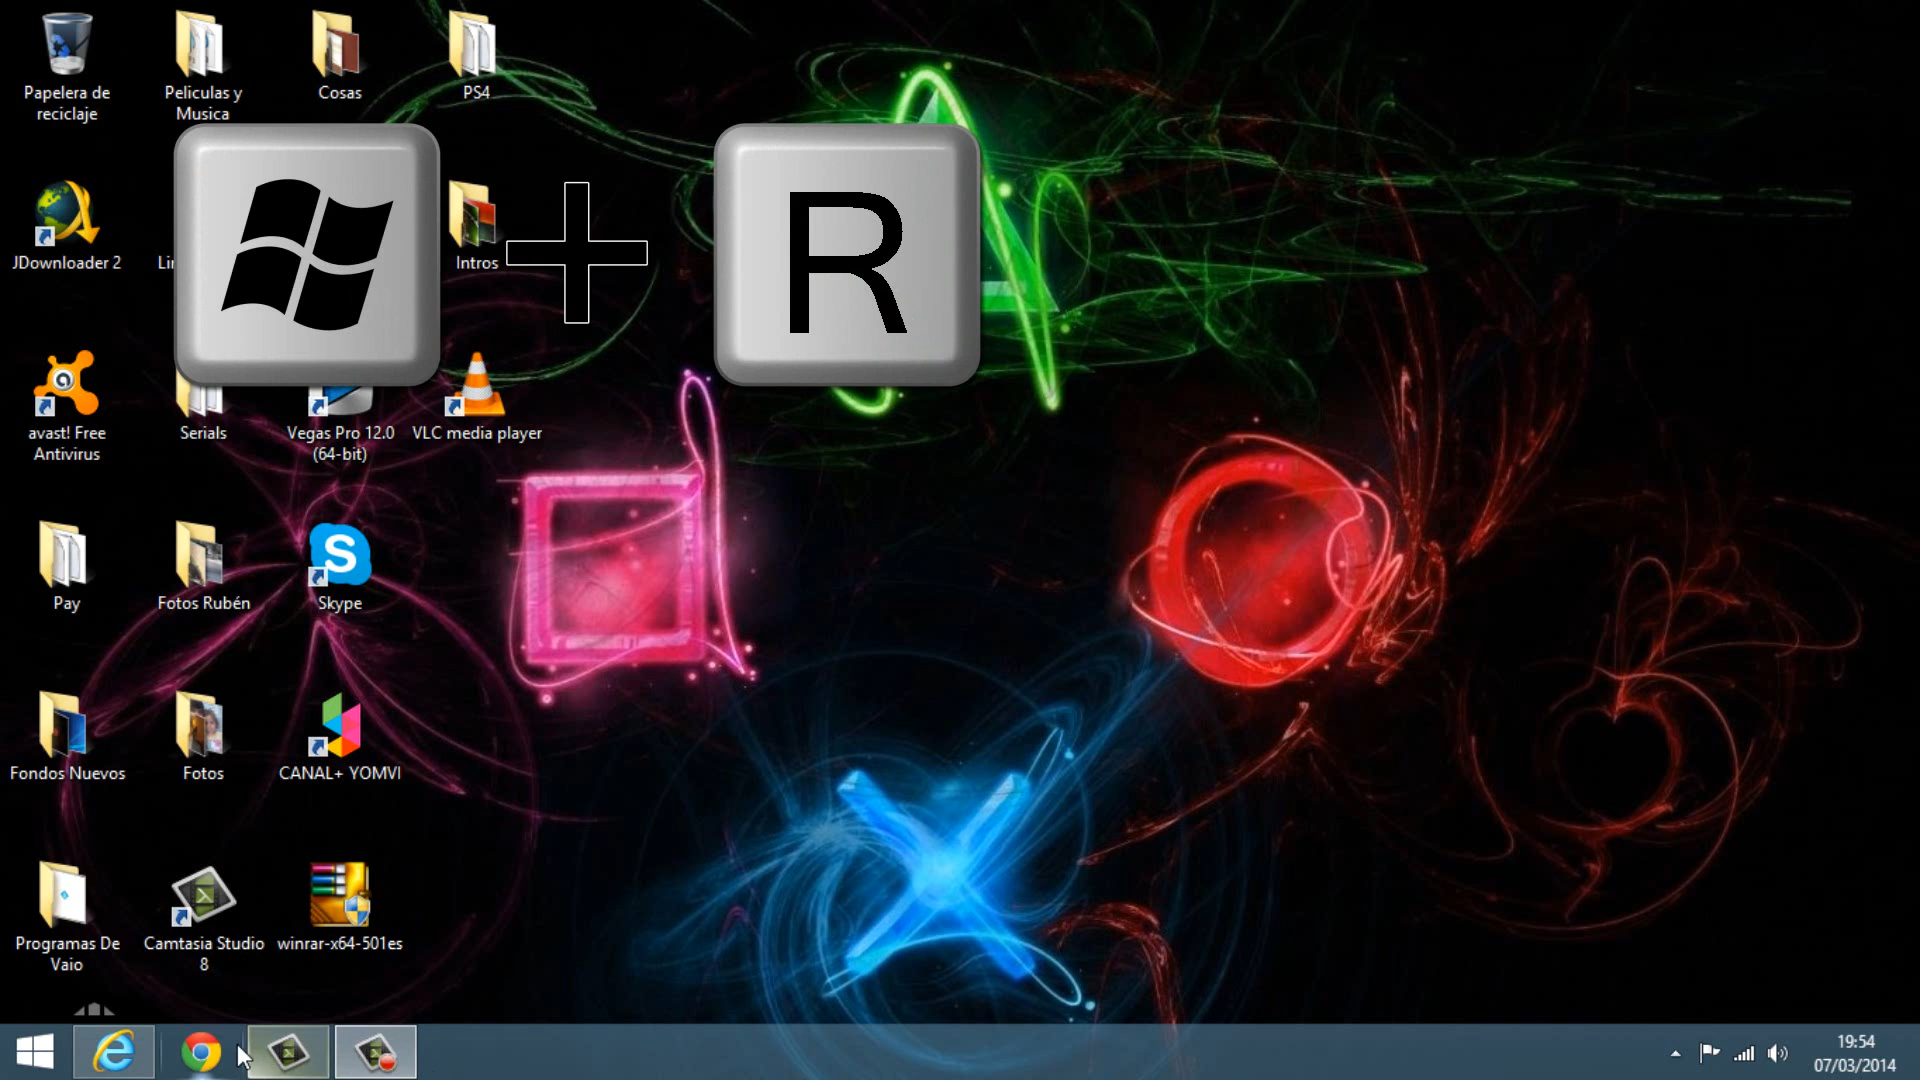 Papelera de
reciclaje
Peliculas y
Musica
Cosas
PS4
R
JDownloader 2
Intros
avast! Free
Antivirus
Serials
Vegas Pro 12.0
(64-bit)
VLC media player
Pay
Fotos Rubén
Skype
Fondos Nuevos
Fotos
CANAL+ YOMVI
Programas De
Vaio
Camtasia Studio
8
winrar-x64-501es
19:54
07/03/2014